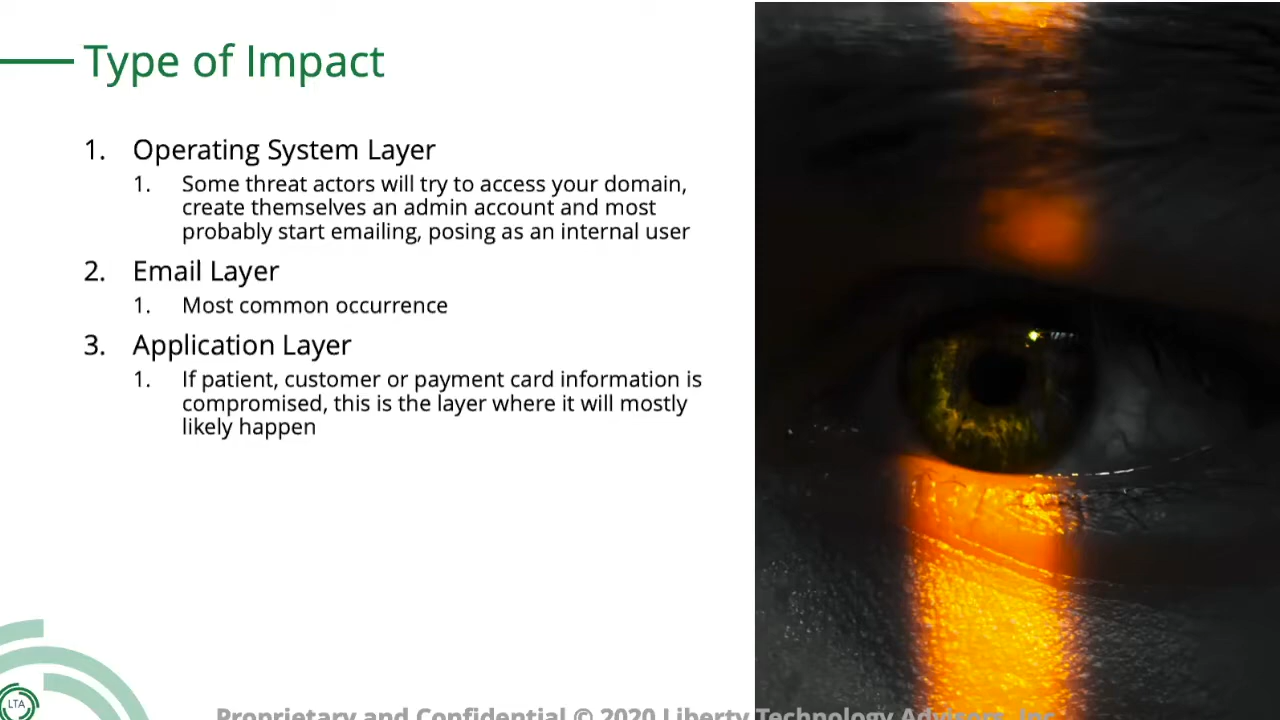 Type of Impact
1. Operating System Layer
1. Some threat actors will try to access your domain,
create themselves an admin account and most
probably start emailing, posing as an internal user
2. Email Layer
1. Most common occurrence
3. Application Layer
1. If patient, customer or payment card information is
compromised, this is the layer where it will mostly
likely happen
LTA
Proprietary and Confidential © 2020 Liberty Technology Advisors, Inc.